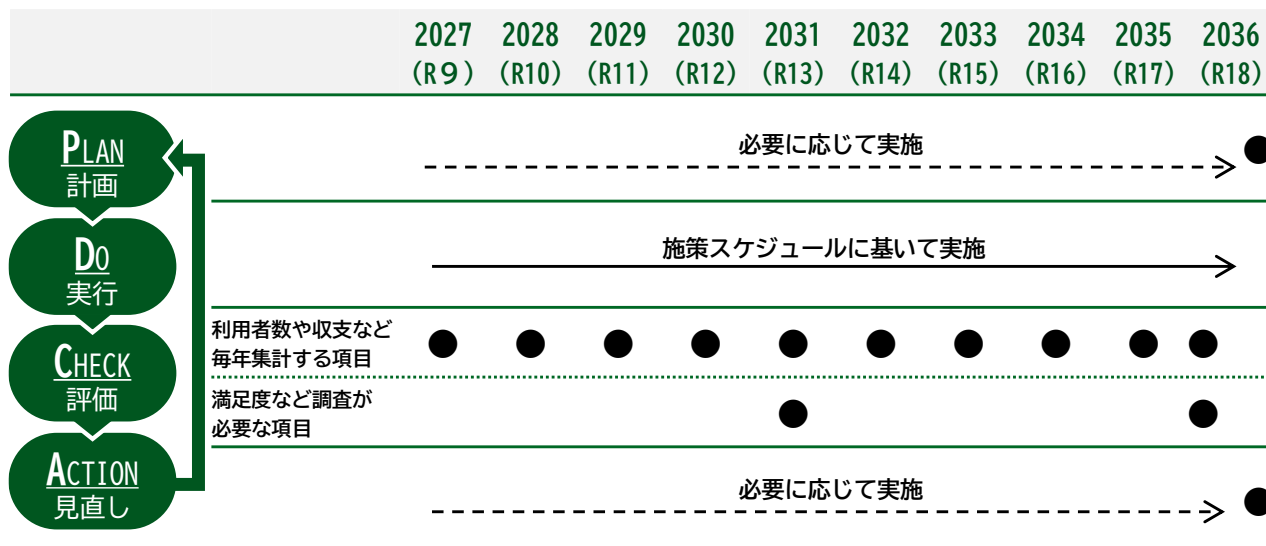 2027 2028 2029 2030 2031 2032 2033 2034 2035 2036
(R9) (R10) (R11) (R12) (R13) (R14) (R15) (R16) (R17) (R18)
PLAN
計画
必要に応じて実施
DO
実行
施策スケジュールに基いて実施
CHECK
評価
利用者数や収支など
毎年集計する項目
満足度など調査が
必要な項目
ACTION
見直し
必要に応じて実施